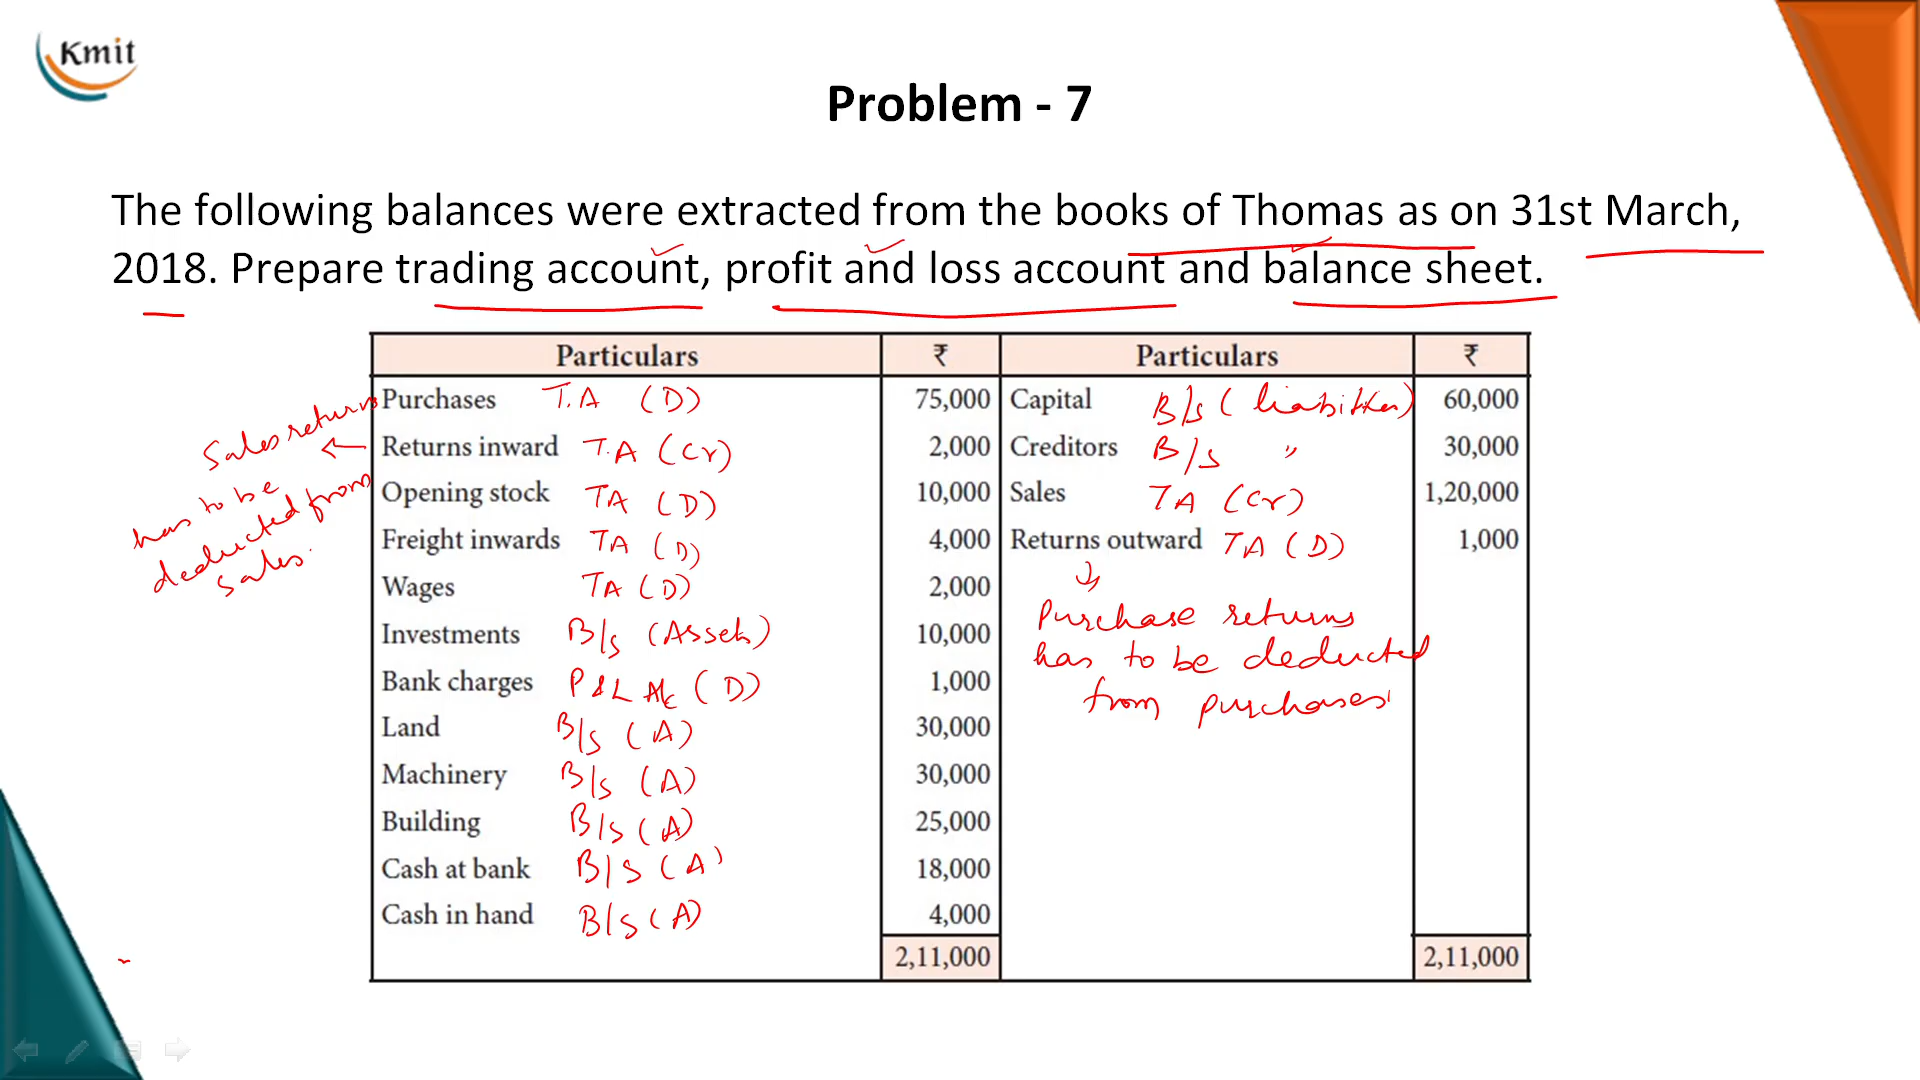 Kmit
Problem - 7
The following balances were extracted from the books of Thomas as on 31st March,
2018. Prepare trading account, profit and loss account and balance sheet.
Particulars ₹ Particulars ₹
Purchases T.A (D) 75,000 Capital B/s (liabilities) 60,000
Returns inward T.A (Cr) 2,000 Creditors B/s " 30,000
Opening stock TA (D) 10,000 Sales TA (Cr) 1,20,000
Freight inwards TA (D) 4,000 Returns outward TA (D) 1,000
Wages TA (D) 2,000
Investments B/s (Assets) 10,000
Bank charges P&L A/c (D) 1,000
Land B/s (A) 30,000
Machinery B/s (A) 30,000
Building B/s (A) 25,000
Cash at bank B/s (A) 18,000
Cash in hand B/s (A) 4,000
2,11,000 2,11,000
Sales return
has to be
deducted from
sales.
Purchase returns
has to be deducted
from purchases